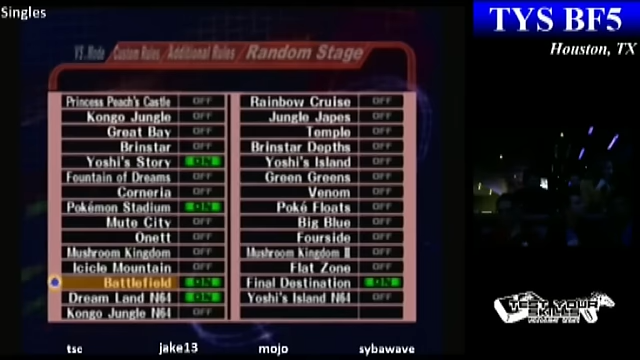 Singles
TYS BF5
Houston, TX
VS. Mode Custom Rules Additional Rules Random Stage
Princess Peach's Castle OFF Rainbow Cruise OFF
Kongo Jungle OFF Jungle Japes OFF
Great Bay OFF Temple OFF
Brinstar OFF Brinstar Depths OFF
Yoshi's Story ON Yoshi's Island OFF
Fountain of Dreams OFF Green Greens OFF
Corneria OFF Venom OFF
Pokémon Stadium ON Poké Floats OFF
Mute City OFF Big Blue OFF
Onett OFF Fourside OFF
Mushroom Kingdom OFF Mushroom Kingdom II OFF
Icicle Mountain OFF Flat Zone OFF
Battlefield ON Final Destination ON
Dream Land N64 ON Yoshi's Island N64 OFF
Kongo Jungle N64 OFF
TEST YOUR
SKILLS
tsc jake13 mojo sybawave